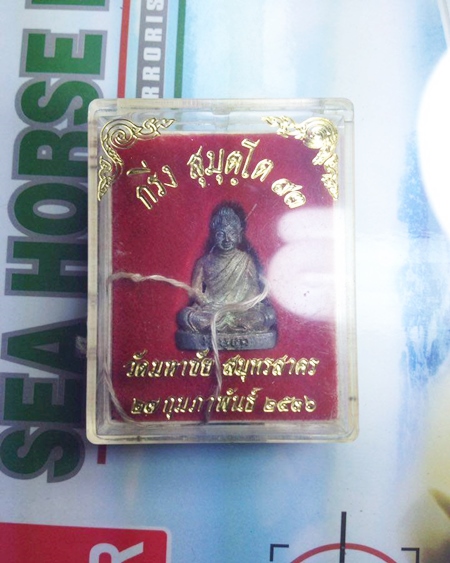 กริ่ง สุมุตฺโต ๗๖
วัดมหาชัย สมุทรสาคร
๒๘ กุมภาพันธ์ ๒๕๓๖
SEA HORSE
RRORIS